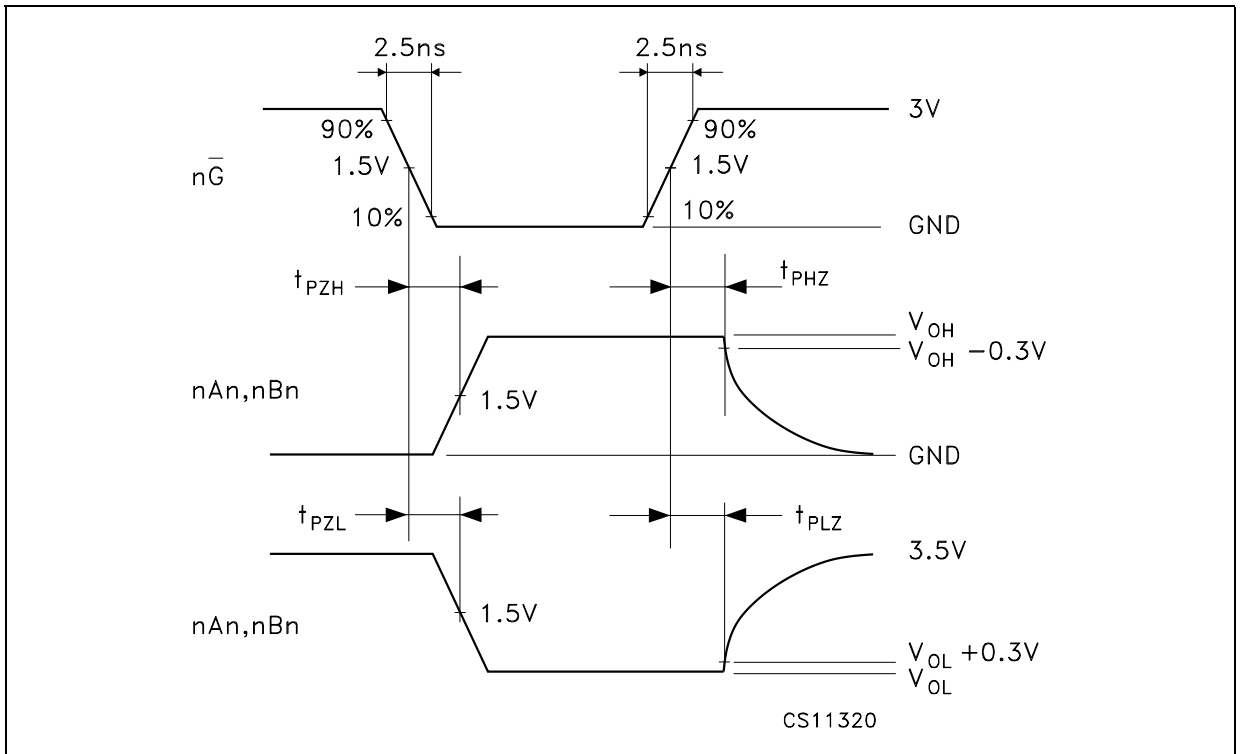 2.5ns 2.5ns
3V
90% 90%
1.5V 1.5V
nG̅
10% 10%
GND
tPZH tPHZ
VOH
VOH -0.3V
nAn,nBn
1.5V
GND
tPZL tPLZ
3.5V
1.5V
nAn,nBn
VOL +0.3V
VOL
CS11320